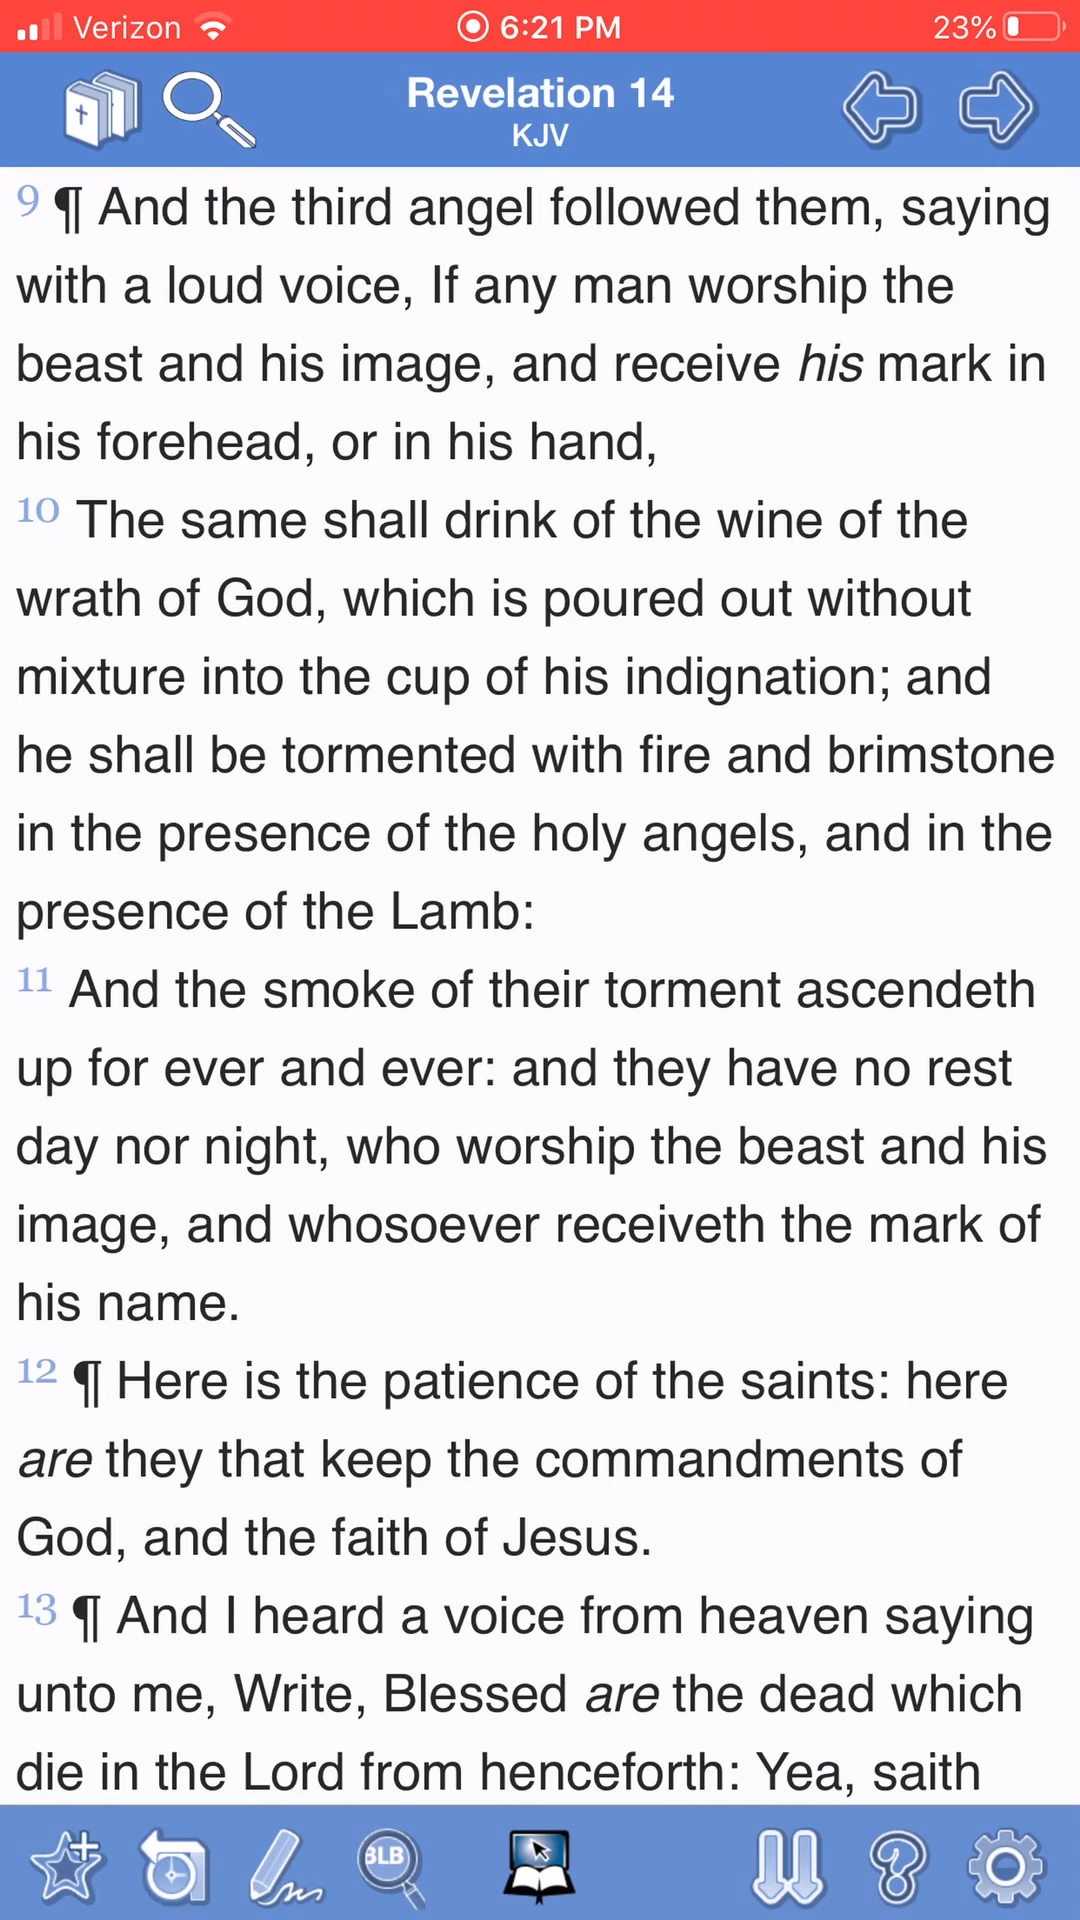 Verizon 6:21 PM 23%
Revelation 14
KJV
9 ¶ And the third angel followed them, saying
with a loud voice, If any man worship the
beast and his image, and receive his mark in
his forehead, or in his hand,
10 The same shall drink of the wine of the
wrath of God, which is poured out without
mixture into the cup of his indignation; and
he shall be tormented with fire and brimstone
in the presence of the holy angels, and in the
presence of the Lamb:
11 And the smoke of their torment ascendeth
up for ever and ever: and they have no rest
day nor night, who worship the beast and his
image, and whosoever receiveth the mark of
his name.
12 ¶ Here is the patience of the saints: here
are they that keep the commandments of
God, and the faith of Jesus.
13 ¶ And I heard a voice from heaven saying
unto me, Write, Blessed are the dead which
die in the Lord from henceforth: Yea, saith
BLB